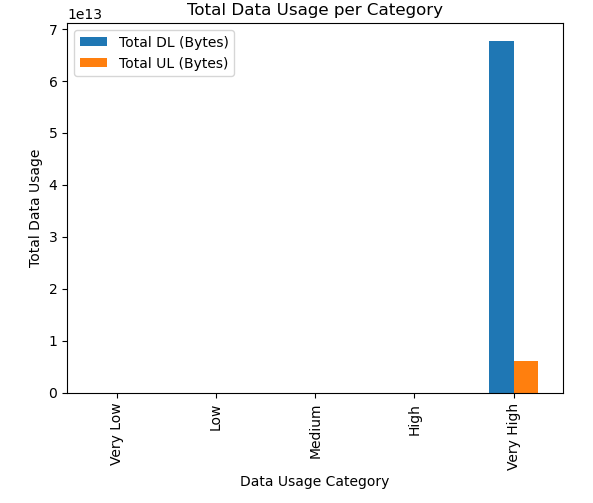 Total Data Usage per Category
1e13
Total DL (Bytes)
Total UL (Bytes)
7
6
5
4
3
2
1
0
Total Data Usage
Very Low
Low
Medium
High
Very High
Data Usage Category